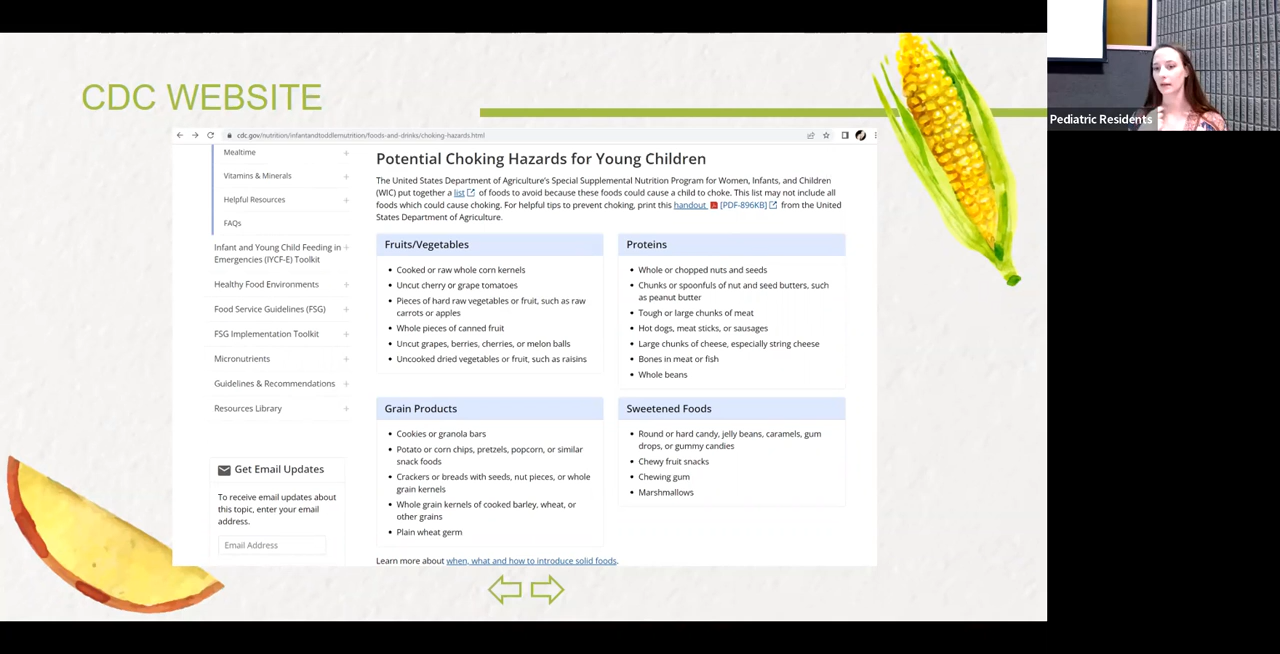 CDC WEBSITE
Pediatric Residents
cdc.gov/nutrition/infantandtoddlernutrition/foods-and-drinks/choking-hazards.html
Mealtime
Vitamins & Minerals
Helpful Resources
FAQs
Infant and Young Child Feeding in
Emergencies (IYCF-E) Toolkit
Healthy Food Environments
Food Service Guidelines (FSG)
FSG Implementation Toolkit
Micronutrients
Guidelines & Recommendations
Resources Library
Get Email Updates
To receive email updates about
this topic, enter your email
address.
Email Address
Potential Choking Hazards for Young Children
The United States Department of Agriculture's Special Supplemental Nutrition Program for Women, Infants, and Children
(WIC) put together a list of foods to avoid because these foods could cause a child to choke. This list may not include all
foods which could cause choking. For helpful tips to prevent choking, print this handout [PDF-896KB] from the United
States Department of Agriculture.
Fruits/Vegetables
• Cooked or raw whole corn kernels
• Uncut cherry or grape tomatoes
• Pieces of hard raw vegetables or fruit, such as raw
carrots or apples
• Whole pieces of canned fruit
• Uncut grapes, berries, cherries, or melon balls
• Uncooked dried vegetables or fruit, such as raisins
Proteins
• Whole or chopped nuts and seeds
• Chunks or spoonfuls of nut and seed butters, such
as peanut butter
• Tough or large chunks of meat
• Hot dogs, meat sticks, or sausages
• Large chunks of cheese, especially string cheese
• Bones in meat or fish
• Whole beans
Grain Products
• Cookies or granola bars
• Potato or corn chips, pretzels, popcorn, or similar
snack foods
• Crackers or breads with seeds, nut pieces, or whole
grain kernels
• Whole grain kernels of cooked barley, wheat, or
other grains
• Plain wheat germ
Sweetened Foods
• Round or hard candy, jelly beans, caramels, gum
drops, or gummy candies
• Chewy fruit snacks
• Chewing gum
• Marshmallows
Learn more about when, what and how to introduce solid foods.